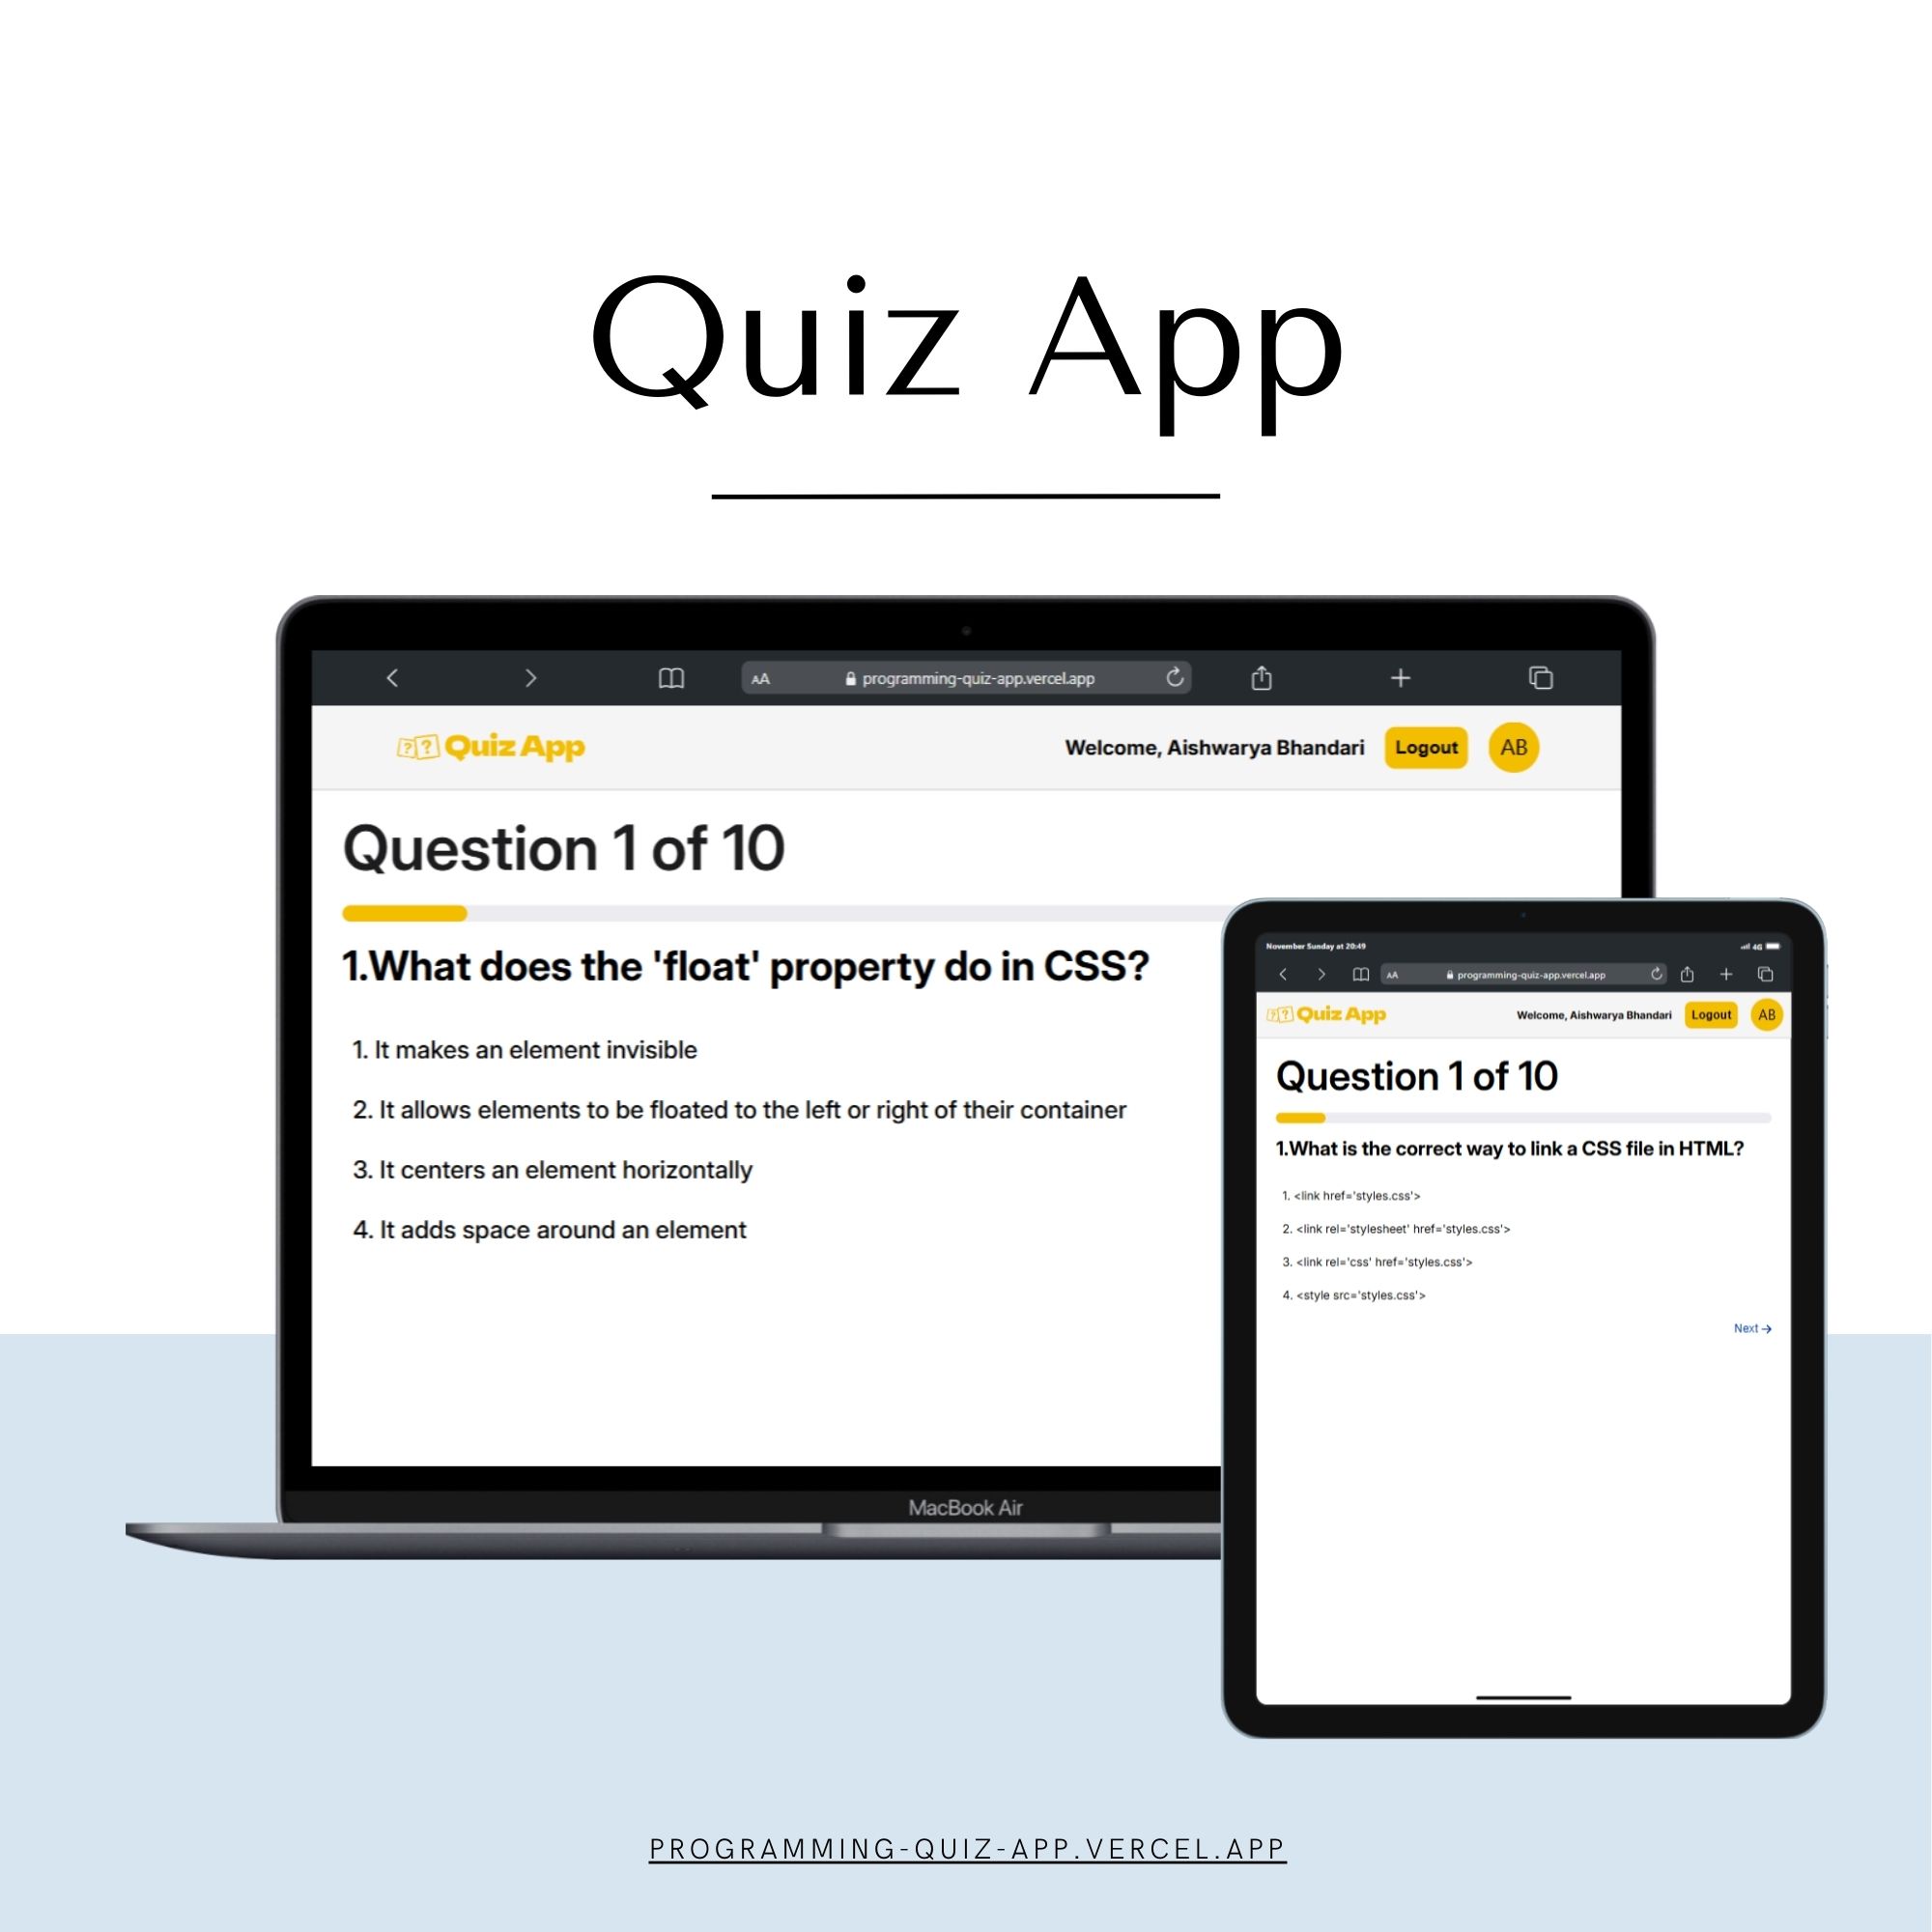 Quiz App
AA programming-quiz-app.vercel.app
?? Quiz App Welcome, Aishwarya Bhandari Logout AB
Question 1 of 10
1.What does the 'float' property do in CSS?
1. It makes an element invisible
2. It allows elements to be floated to the left or right of their container
3. It centers an element horizontally
4. It adds space around an element
MacBook Air
November Sunday at 20:49 4G
AA programming-quiz-app.vercel.app
?? Quiz App Welcome, Aishwarya Bhandari Logout AB
Question 1 of 10
1.What is the correct way to link a CSS file in HTML?
1. <link href='styles.css'>
2. <link rel='stylesheet' href='styles.css'>
3. <link rel='css' href='styles.css'>
4. <style src='styles.css'>
Next →
PROGRAMMING-QUIZ-APP.VERCEL.APP